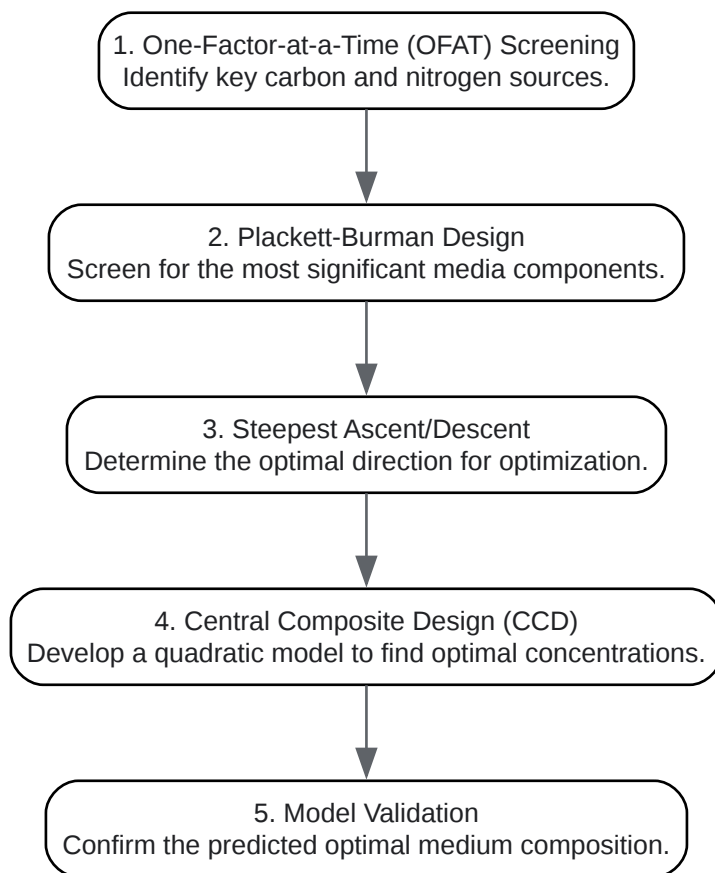 1. One-Factor-at-a-Time (OFAT) Screening
Identify key carbon and nitrogen sources.
2. Plackett-Burman Design
Screen for the most significant media components.
3. Steepest Ascent/Descent
Determine the optimal direction for optimization.
4. Central Composite Design (CCD)
Develop a quadratic model to find optimal concentrations.
5. Model Validation
Confirm the predicted optimal medium composition.